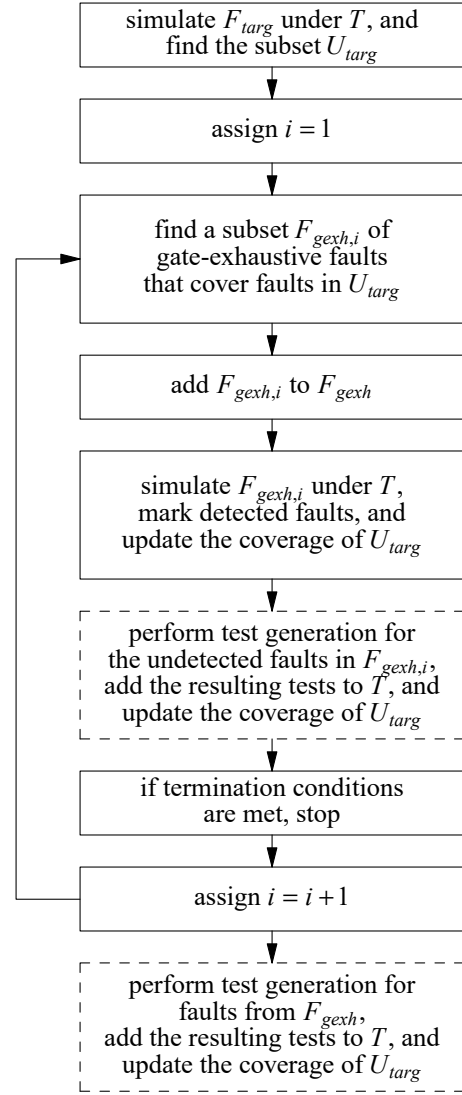 simulate F_targ under T, and
find the subset U_targ
assign i = 1
find a subset F_gexh,i of
gate-exhaustive faults
that cover faults in U_targ
add F_gexh,i to F_gexh
simulate F_gexh,i under T,
mark detected faults, and
update the coverage of U_targ
perform test generation for
the undetected faults in F_gexh,i,
add the resulting tests to T, and
update the coverage of U_targ
if termination conditions
are met, stop
assign i = i+1
perform test generation for
faults from F_gexh,
add the resulting tests to T, and
update the coverage of U_targ